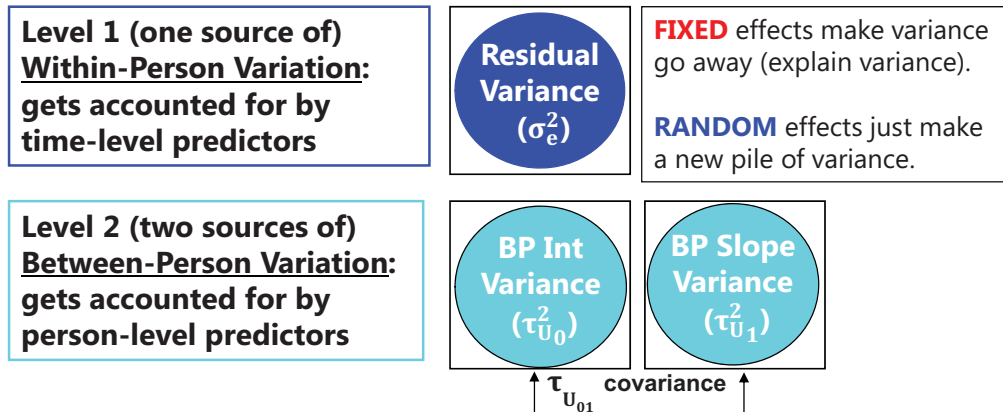 Level 1 (one source of)
Within-Person Variation:
gets accounted for by
time-level predictors
Residual
Variance
(σ²ₑ)
FIXED effects make variance
go away (explain variance).
RANDOM effects just make
a new pile of variance.
Level 2 (two sources of)
Between-Person Variation:
gets accounted for by
person-level predictors
BP Int
Variance
(τ²U₀)
BP Slope
Variance
(τ²U₁)
τU₀₁ covariance